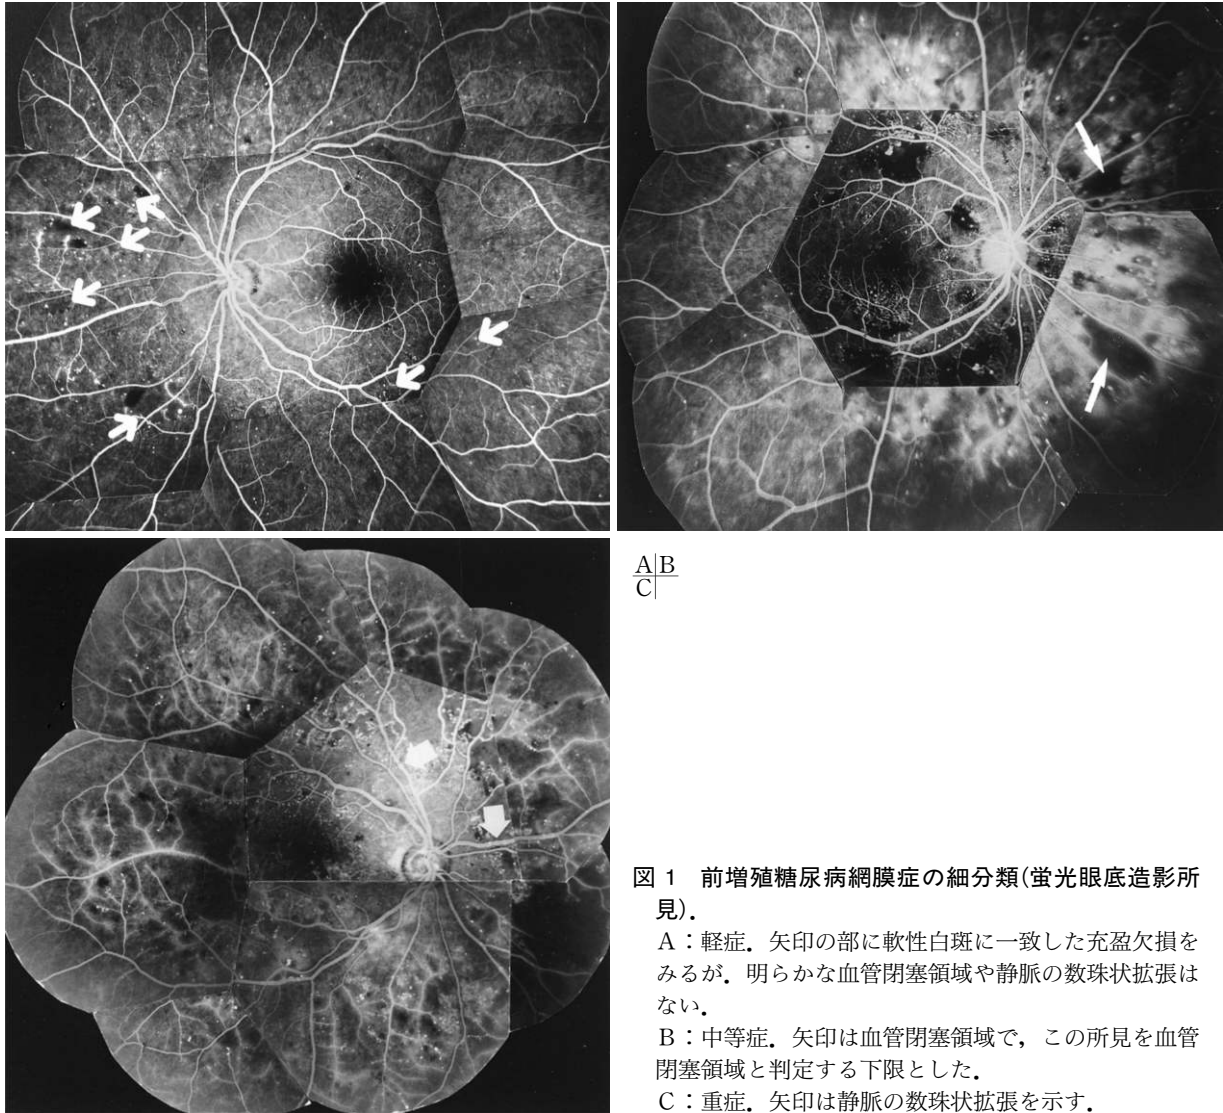 A B
C
図 1 前増殖糖尿病網膜症の細分類(蛍光眼底造影所
見).
A:軽症.矢印の部に軟性白斑に一致した充盈欠損を
みるが.明らかな血管閉塞領域や静脈の数珠状拡張は
ない.
B:中等症.矢印は血管閉塞領域で,この所見を血管
閉塞領域と判定する下限とした.
C:重症.矢印は静脈の数珠状拡張を示す.